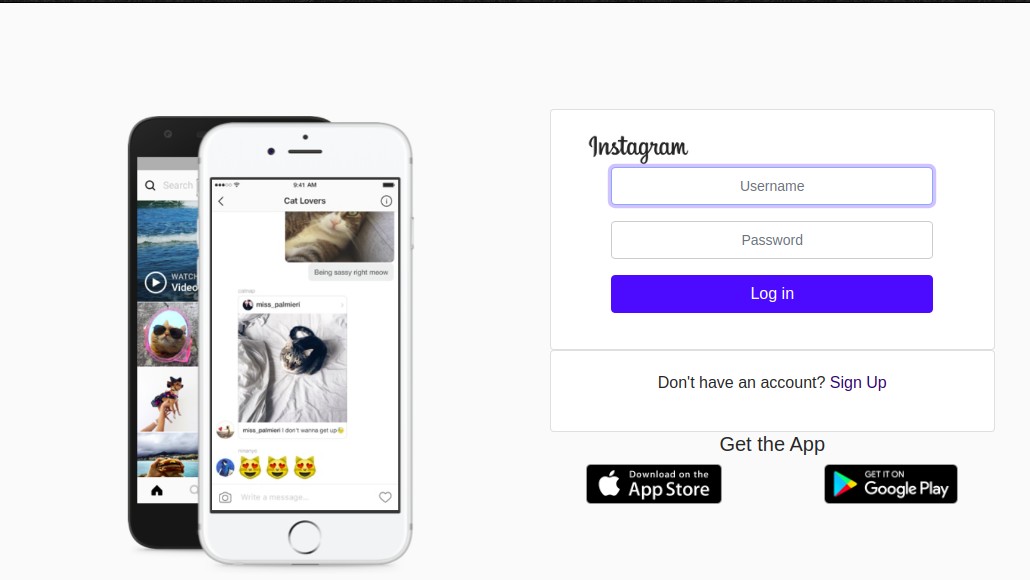 Search
WATCH
Video
9:41 AM
Cat Lovers
Being sassy right meow
miss_palmieri
miss_palmieri I don't wanna get up😴
Write a message...
Instagram
Username
Password
Log in
Don't have an account? Sign Up
Get the App
Download on the
App Store
GET IT ON
Google Play